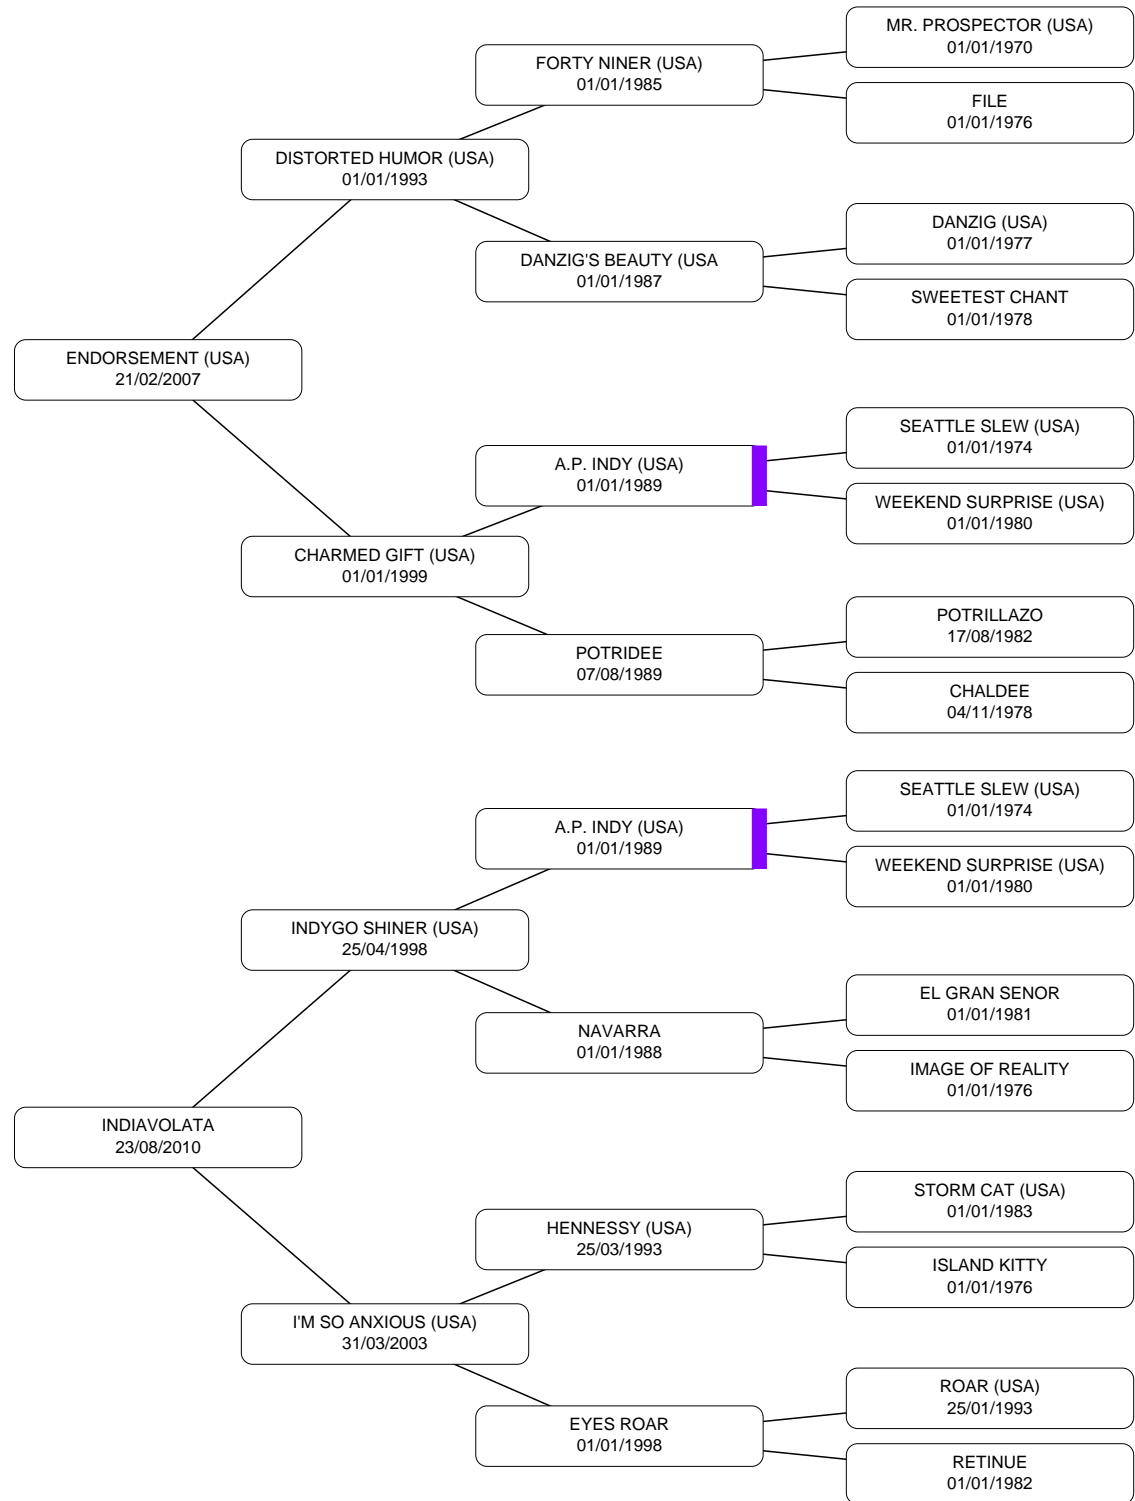 MR. PROSPECTOR (USA)
01/01/1970
FORTY NINER (USA)
01/01/1985
FILE
01/01/1976
DISTORTED HUMOR (USA)
01/01/1993
DANZIG (USA)
01/01/1977
DANZIG'S BEAUTY (USA
01/01/1987
SWEETEST CHANT
01/01/1978
ENDORSEMENT (USA)
21/02/2007
SEATTLE SLEW (USA)
01/01/1974
A.P. INDY (USA)
01/01/1989
WEEKEND SURPRISE (USA)
01/01/1980
CHARMED GIFT (USA)
01/01/1999
POTRILLAZO
17/08/1982
POTRIDEE
07/08/1989
CHALDEE
04/11/1978
SEATTLE SLEW (USA)
01/01/1974
A.P. INDY (USA)
01/01/1989
WEEKEND SURPRISE (USA)
01/01/1980
INDYGO SHINER (USA)
25/04/1998
EL GRAN SENOR
01/01/1981
NAVARRA
01/01/1988
IMAGE OF REALITY
01/01/1976
INDIAVOLATA
23/08/2010
STORM CAT (USA)
01/01/1983
HENNESSY (USA)
25/03/1993
ISLAND KITTY
01/01/1976
I'M SO ANXIOUS (USA)
31/03/2003
ROAR (USA)
25/01/1993
EYES ROAR
01/01/1998
RETINUE
01/01/1982